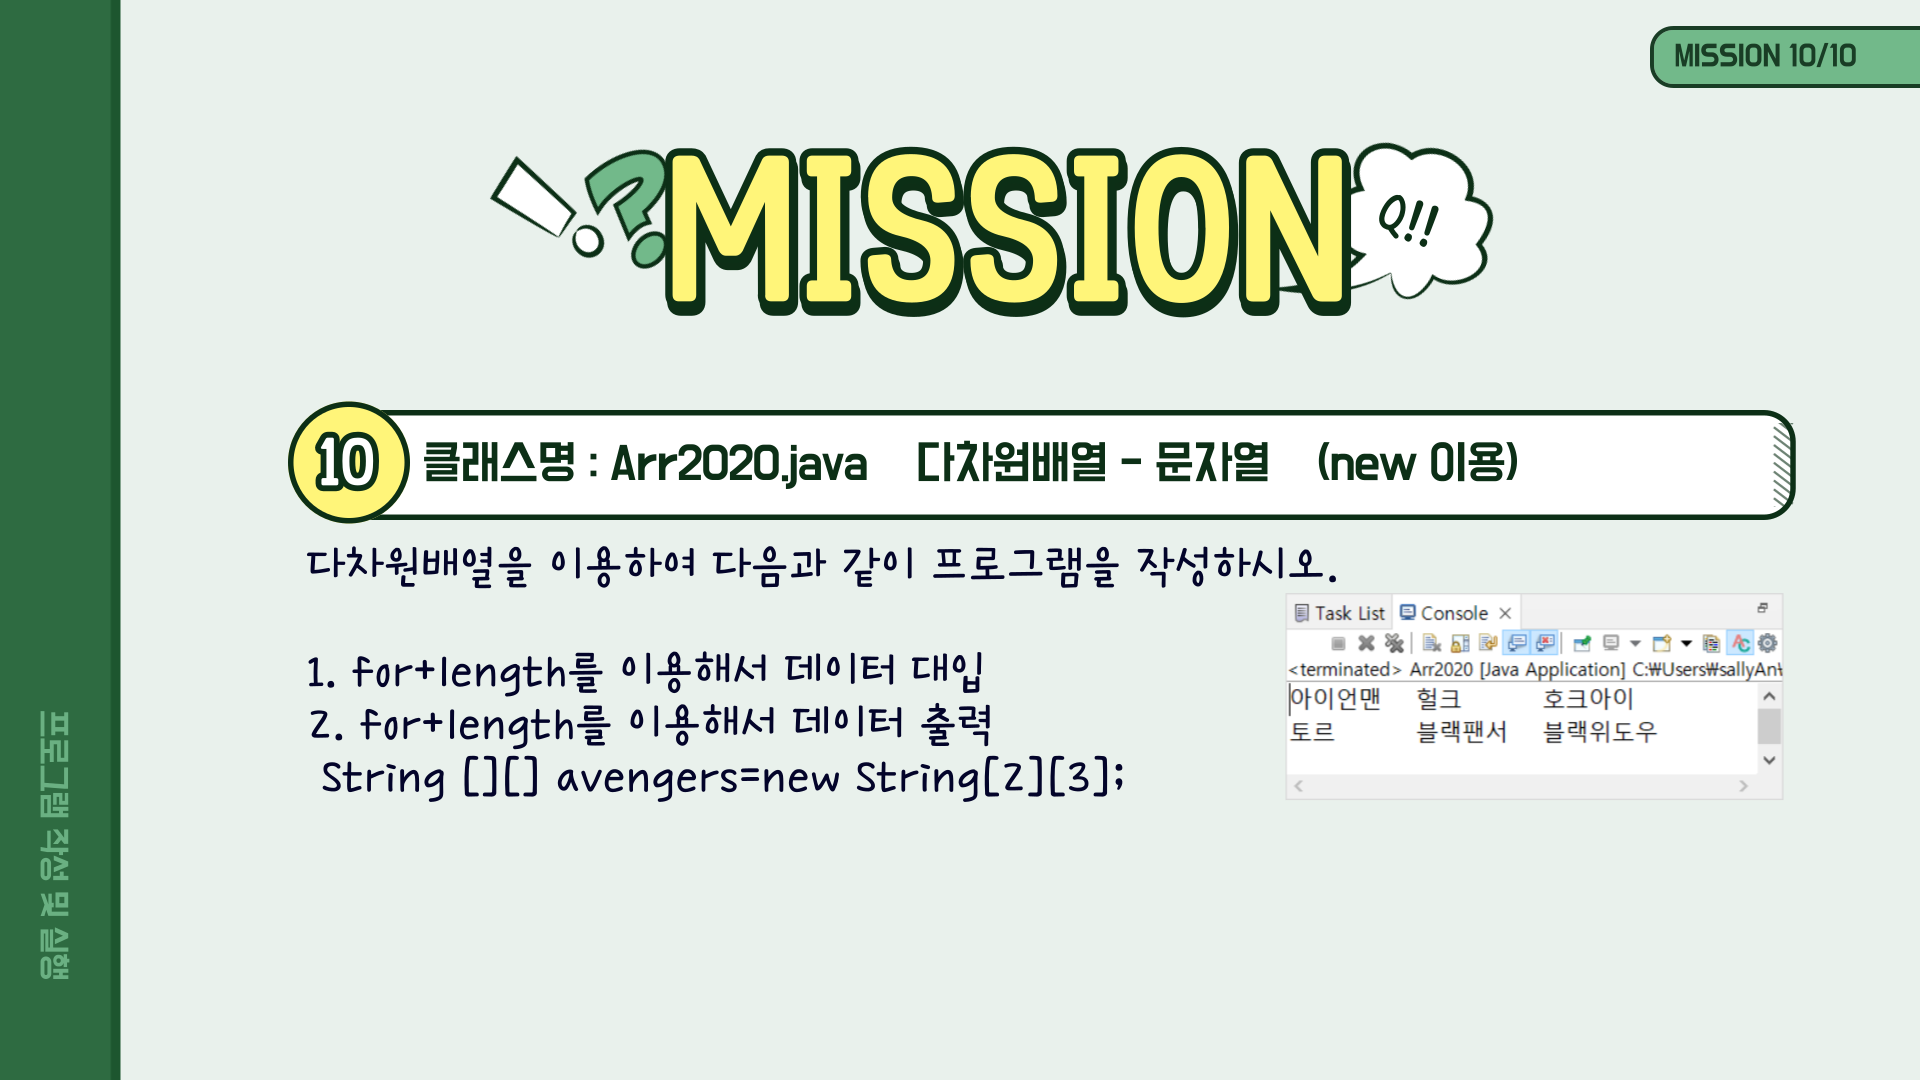 MISSION 10/10
MISSION
Q!!
10 클래스명 : Arr2020.java 다차원배열 - 문자열 (new 이용)
다차원배열을 이용하여 다음과 같이 프로그램을 작성하시오.
1. for+length를 이용해서 데이터 대입
2. for+length를 이용해서 데이터 출력
String [][] avengers=new String[2][3];
Task List Console
<terminated> Arr2020 [Java Application] C:₩Users₩sallyAn₩
아이언맨 헐크 호크아이
토르 블랙팬서 블랙위도우
프로그램 작성 및 실행